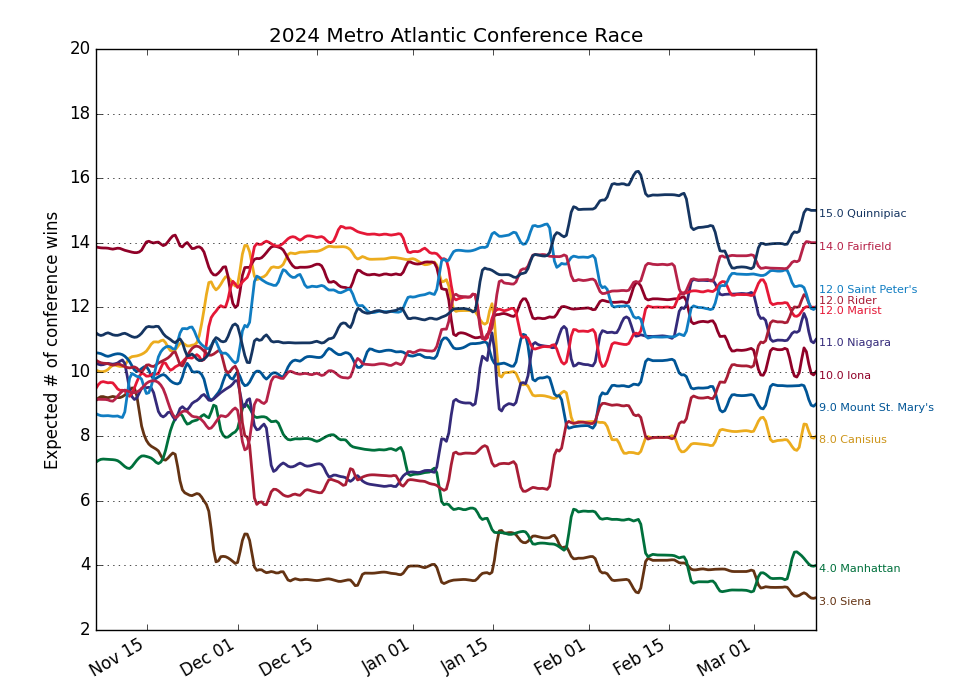 2024 Metro Atlantic Conference Race
Expected # of conference wins
20
18
16
14
12
10
8
6
4
2
15.0 Quinnipiac
14.0 Fairfield
12.0 Saint Peter's
12.0 Rider
12.0 Marist
11.0 Niagara
10.0 Iona
9.0 Mount St. Mary's
8.0 Canisius
4.0 Manhattan
3.0 Siena
Nov 15
Dec 01
Dec 15
Jan 01
Jan 15
Feb 01
Feb 15
Mar 01